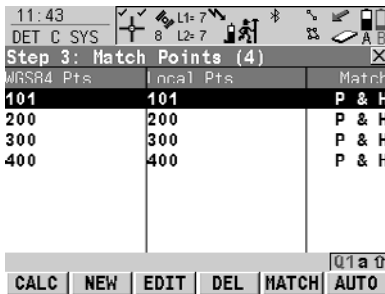 11:43 L1= 7
DET C SYS 8 L2= 7 A B
Step 3: Match Points (4) X
WGS84 Pts Local Pts Match
101 101 P & H
200 200 P & H
300 300 P & H
400 400 P & H
Q1 a
CALC NEW EDIT DEL MATCH AUTO